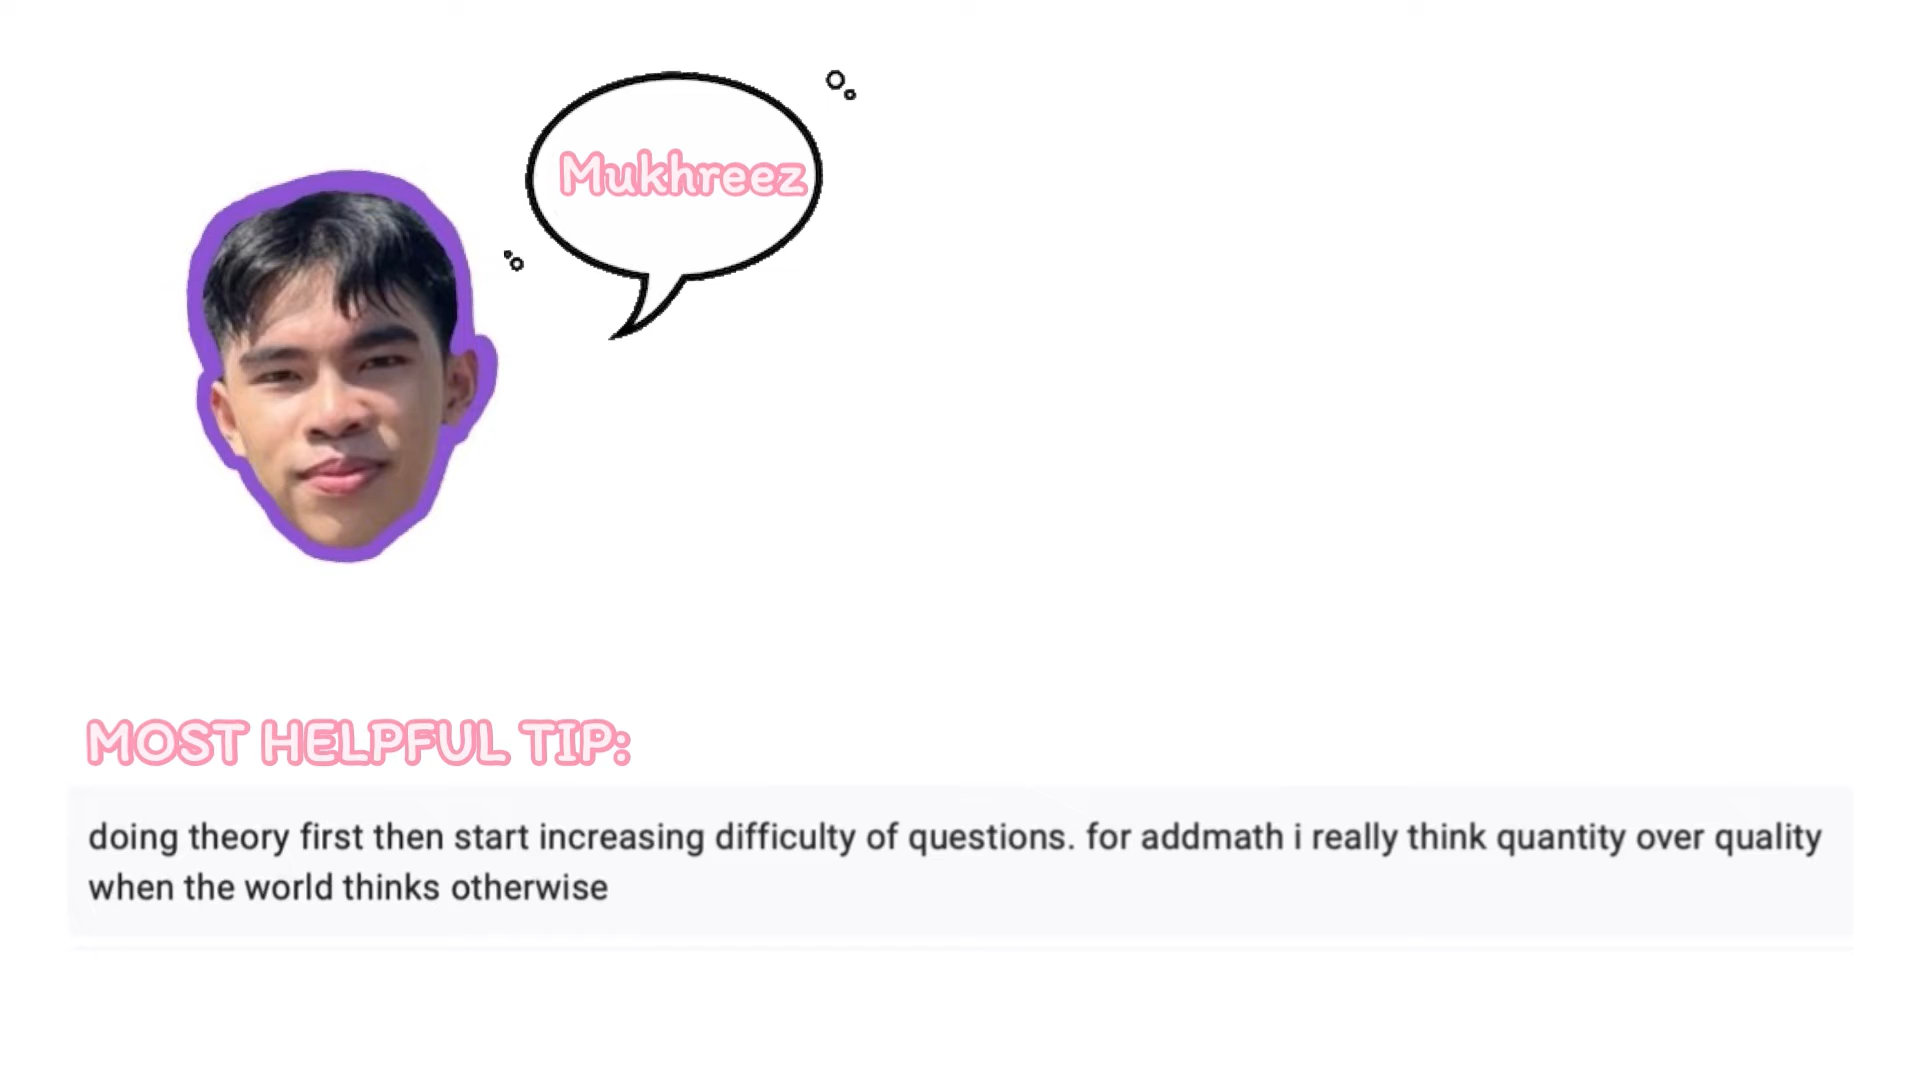 Mukhreez
MOST HELPFUL TIP:
doing theory first then start increasing difficulty of questions. for addmath i really think quantity over quality
when the world thinks otherwise